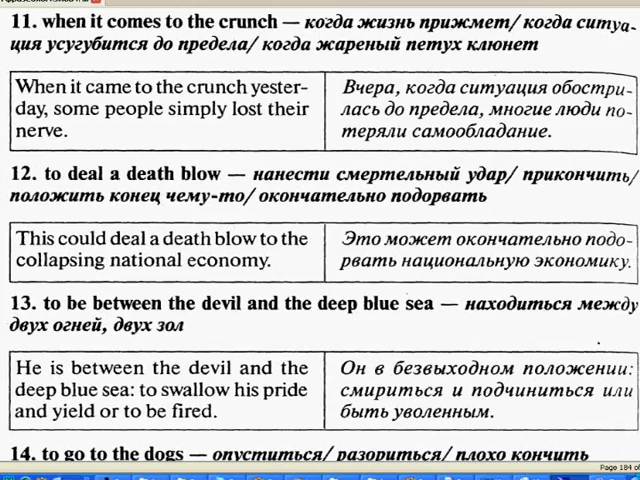 11. when it comes to the crunch — когда жизнь прижмет/ когда ситуа-
ция усугубится до предела/ когда жареный петух клюнет
When it came to the crunch yester-
day, some people simply lost their
nerve.
Вчера, когда ситуация обостри-
лась до предела, многие люди по-
теряли самообладание.
12. to deal a death blow — нанести смертельный удар/ прикончить/
положить конец чему-то/ окончательно подорвать
This could deal a death blow to the
collapsing national economy.
Это может окончательно подо-
рвать национальную экономику.
13. to be between the devil and the deep blue sea — находиться между
двух огней, двух зол
He is between the devil and the
deep blue sea: to swallow his pride
and yield or to be fired.
Он в безвыходном положении:
смириться и подчиниться или
быть уволенным.
14. to go to the dogs — опуститься/ разориться/ плохо кончить
Page 184 of